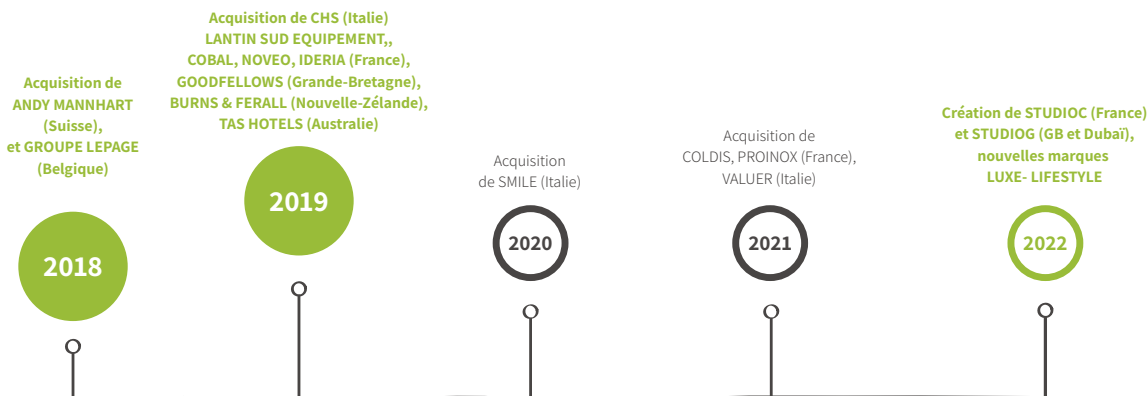 Acquisition de
ANDY MANNHART
(Suisse),
et GROUPE LEPAGE
(Belgique)
2018
Acquisition de CHS (Italie)
LANTIN SUD EQUIPEMENT,,
COBAL, NOVEO, IDERIA (France),
GOODFELLOWS (Grande-Bretagne),
BURNS & FERALL (Nouvelle-Zélande),
TAS HOTELS (Australie)
2019
Acquisition
de SMILE (Italie)
2020
Acquisition de
COLDIS, PROINOX (France),
VALUER (Italie)
2021
Création de STUDIOC (France)
et STUDIOG (GB et Dubaï),
nouvelles marques
LUXE- LIFESTYLE
2022